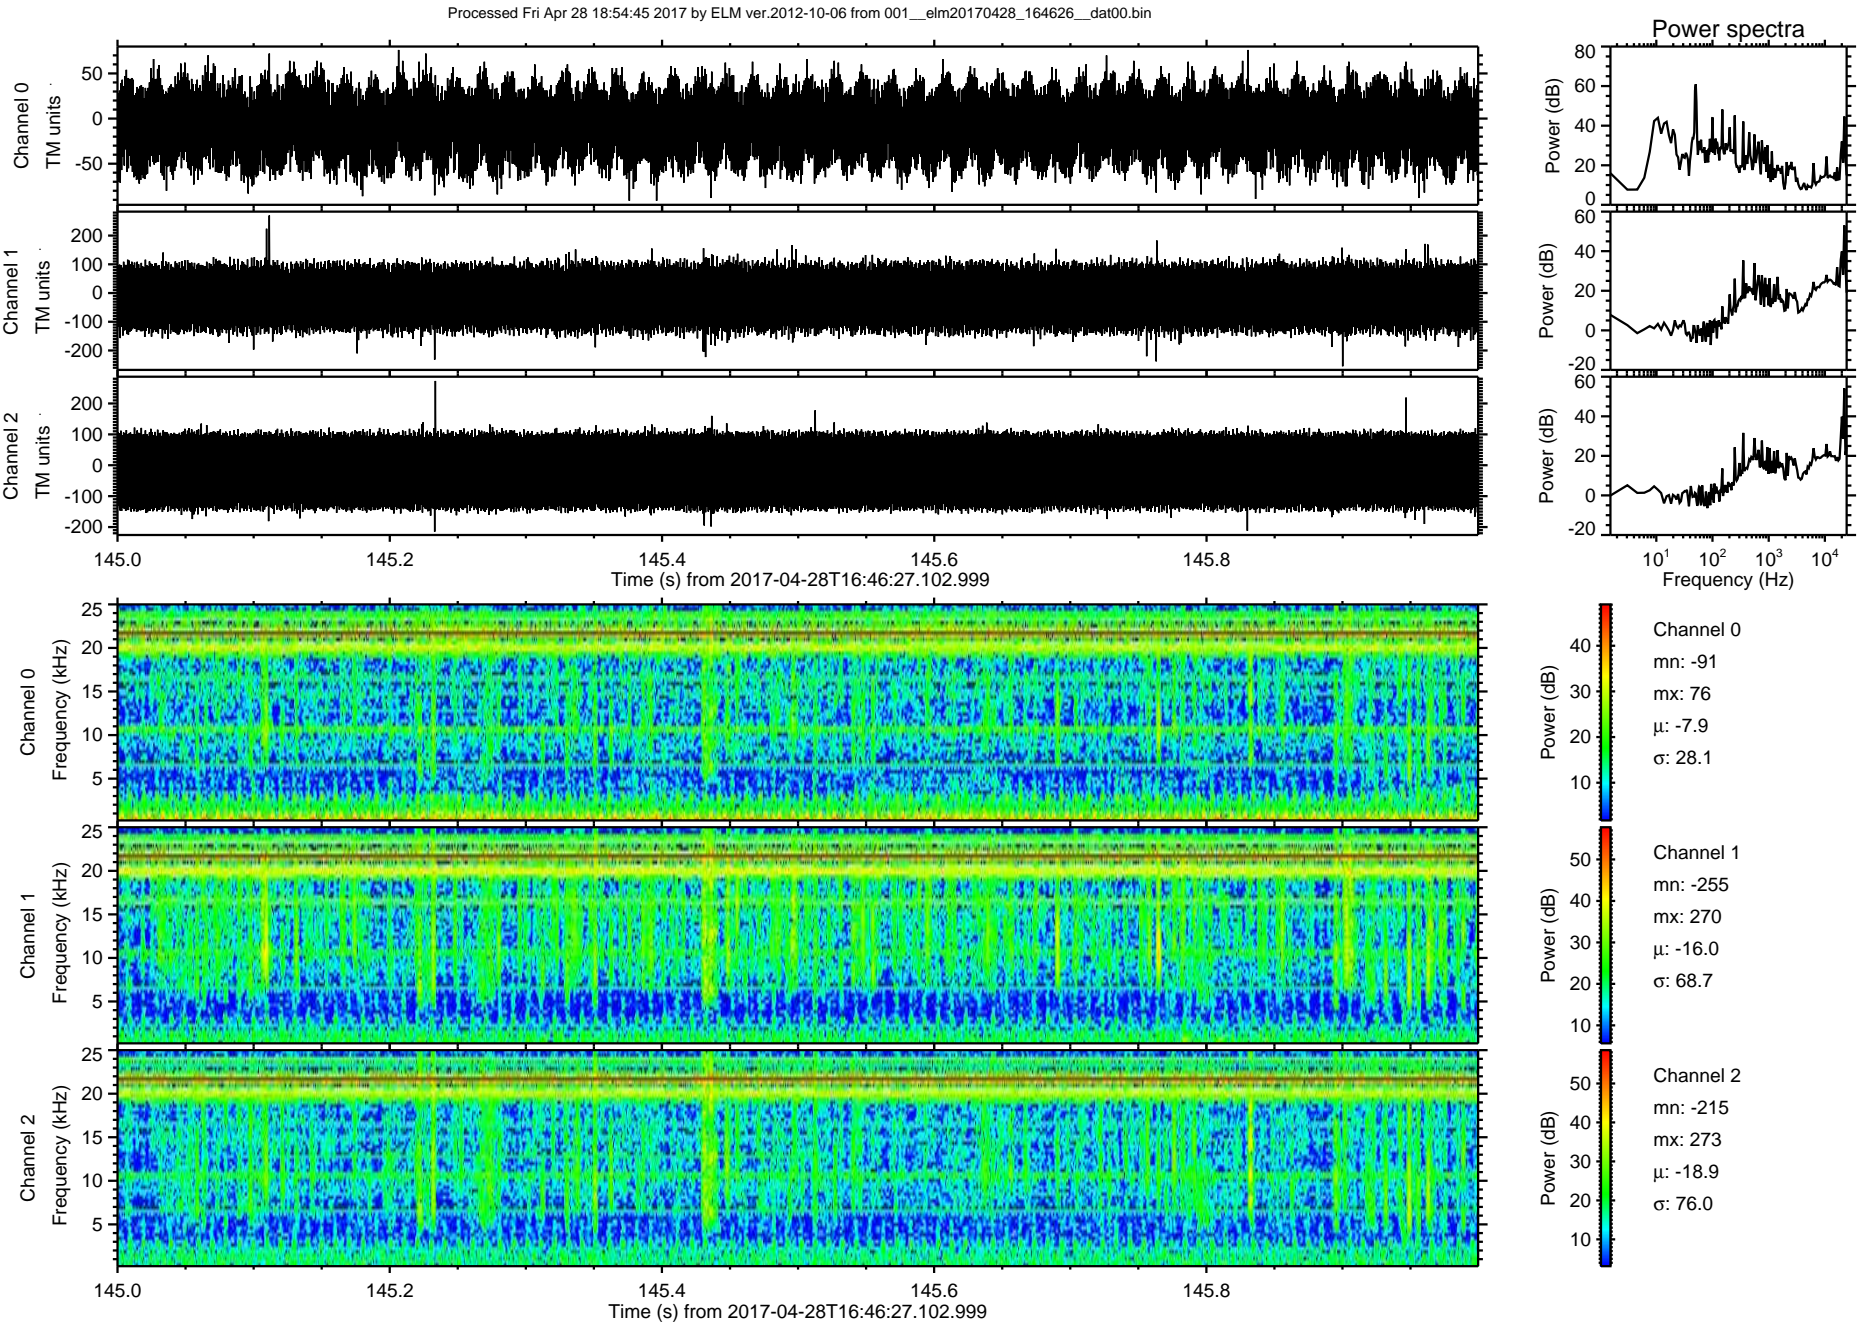 Processed Fri Apr 28 18:54:45 2017 by ELM ver.2012-10-06 from 001__elm20170428_164626__dat00.bin
Power spectra
Channel 0
TM units
50
0
-50
Power (dB)
80
60
40
20
0
Channel 1
TM units
200
100
0
-100
-200
Power (dB)
60
40
20
0
-20
Channel 2
TM units
200
100
0
-100
-200
Power (dB)
60
40
20
0
-20
145.0 145.2 145.4 145.6 145.8
Time (s) from 2017-04-28T16:46:27.102.999
10^1 10^2 10^3 10^4
Frequency (Hz)
Channel 0
Frequency (kHz)
25
20
15
10
5
Power (dB)
40
30
20
10
Channel 0
mn: -91
mx: 76
μ: -7.9
σ: 28.1
Channel 1
Frequency (kHz)
25
20
15
10
5
Power (dB)
50
40
30
20
10
Channel 1
mn: -255
mx: 270
μ: -16.0
σ: 68.7
Channel 2
Frequency (kHz)
25
20
15
10
5
Power (dB)
50
40
30
20
10
Channel 2
mn: -215
mx: 273
μ: -18.9
σ: 76.0
145.0 145.2 145.4 145.6 145.8
Time (s) from 2017-04-28T16:46:27.102.999